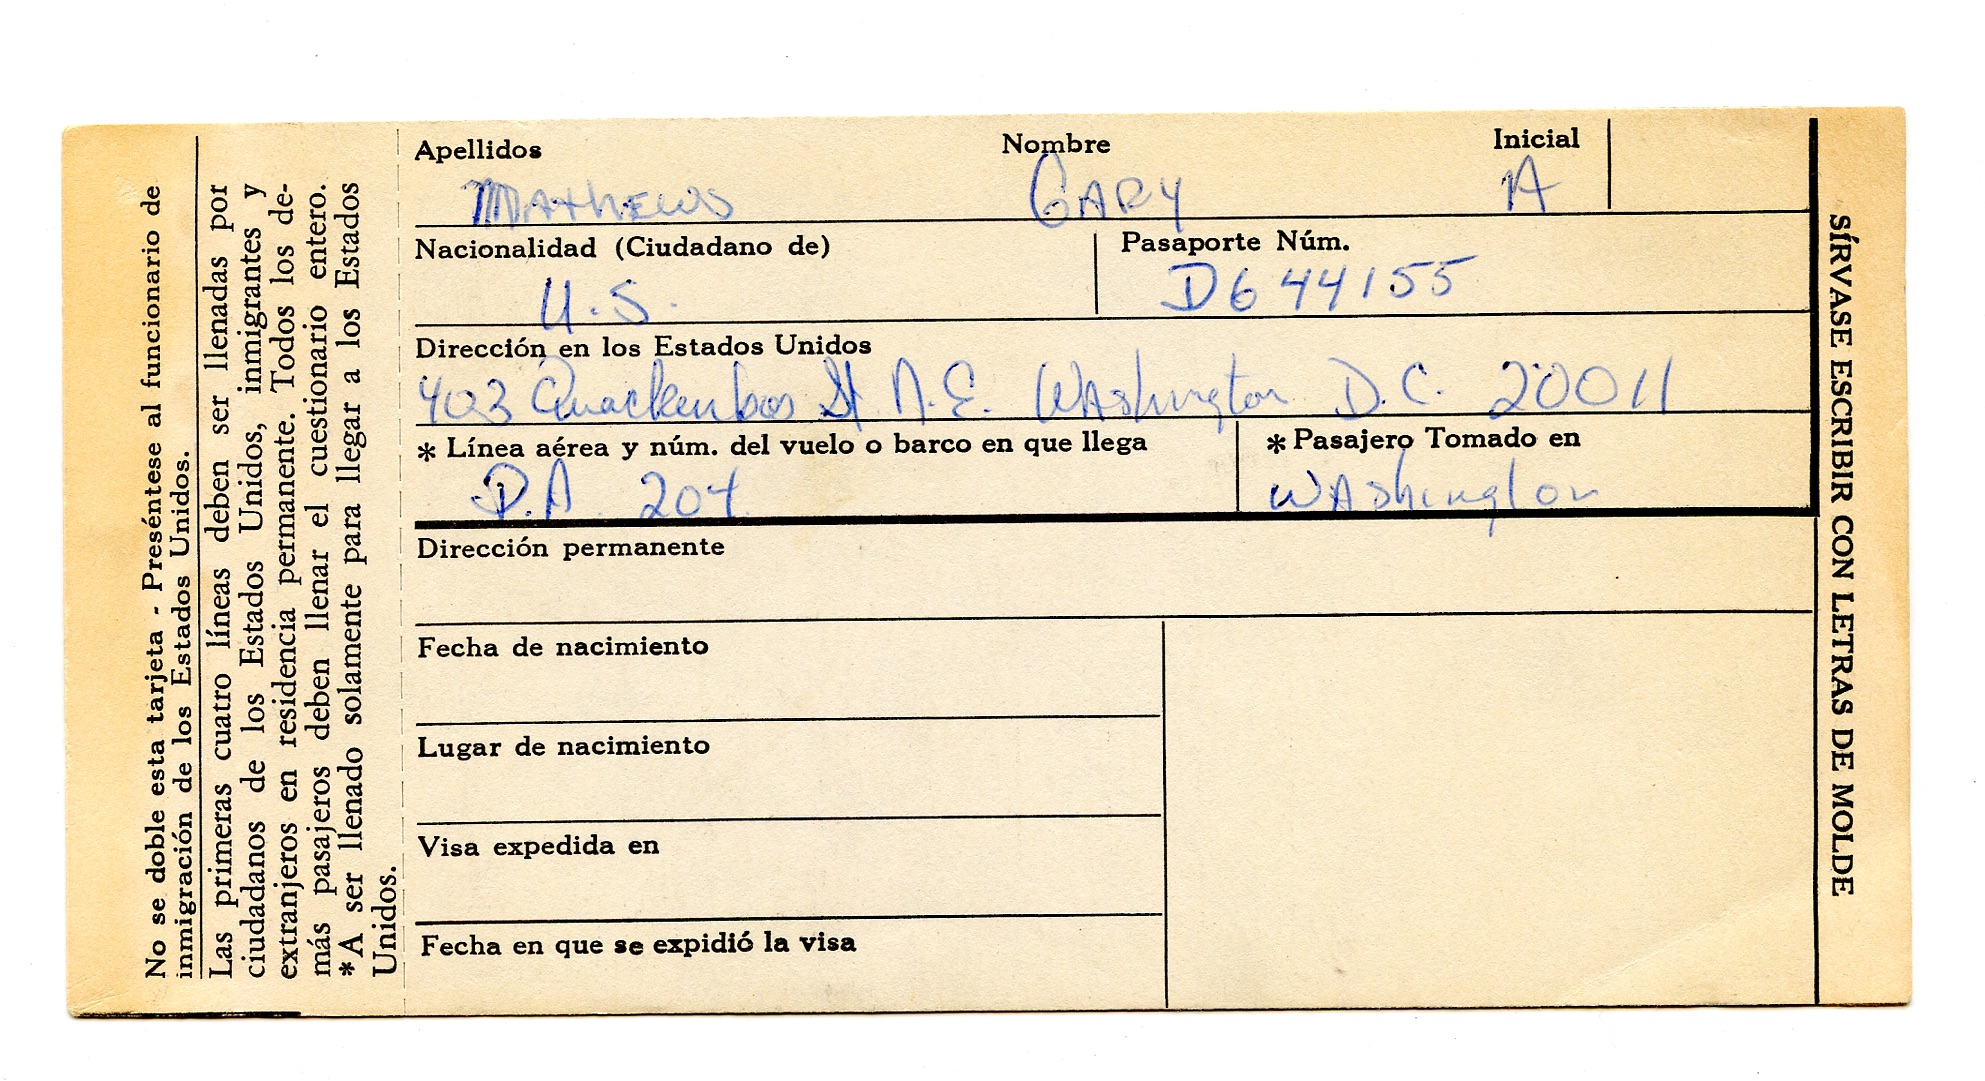 No se doble esta tarjeta - Preséntese al funcionario de
inmigración de los Estados Unidos.
Las primeras cuatro líneas deben ser llenadas por
ciudadanos de los Estados Unidos, inmigrantes y
extranjeros en residencia permanente. Todos los de-
más pasajeros deben llenar el cuestionario entero.
*A ser llenado solamente para llegar a los Estados
Unidos.
Apellidos Nombre Inicial
Mathews Gary A
Nacionalidad (Ciudadano de) Pasaporte Núm.
U.S. D644155
Dirección en los Estados Unidos
403 Quackenbos St N.E. Washington D.C. 20011
* Línea aérea y núm. del vuelo o barco en que llega * Pasajero Tomado en
P.A. 204 Washington
Dirección permanente
Fecha de nacimiento
Lugar de nacimiento
Visa expedida en
Fecha en que se expidió la visa
SÍRVASE ESCRIBIR CON LETRAS DE MOLDE